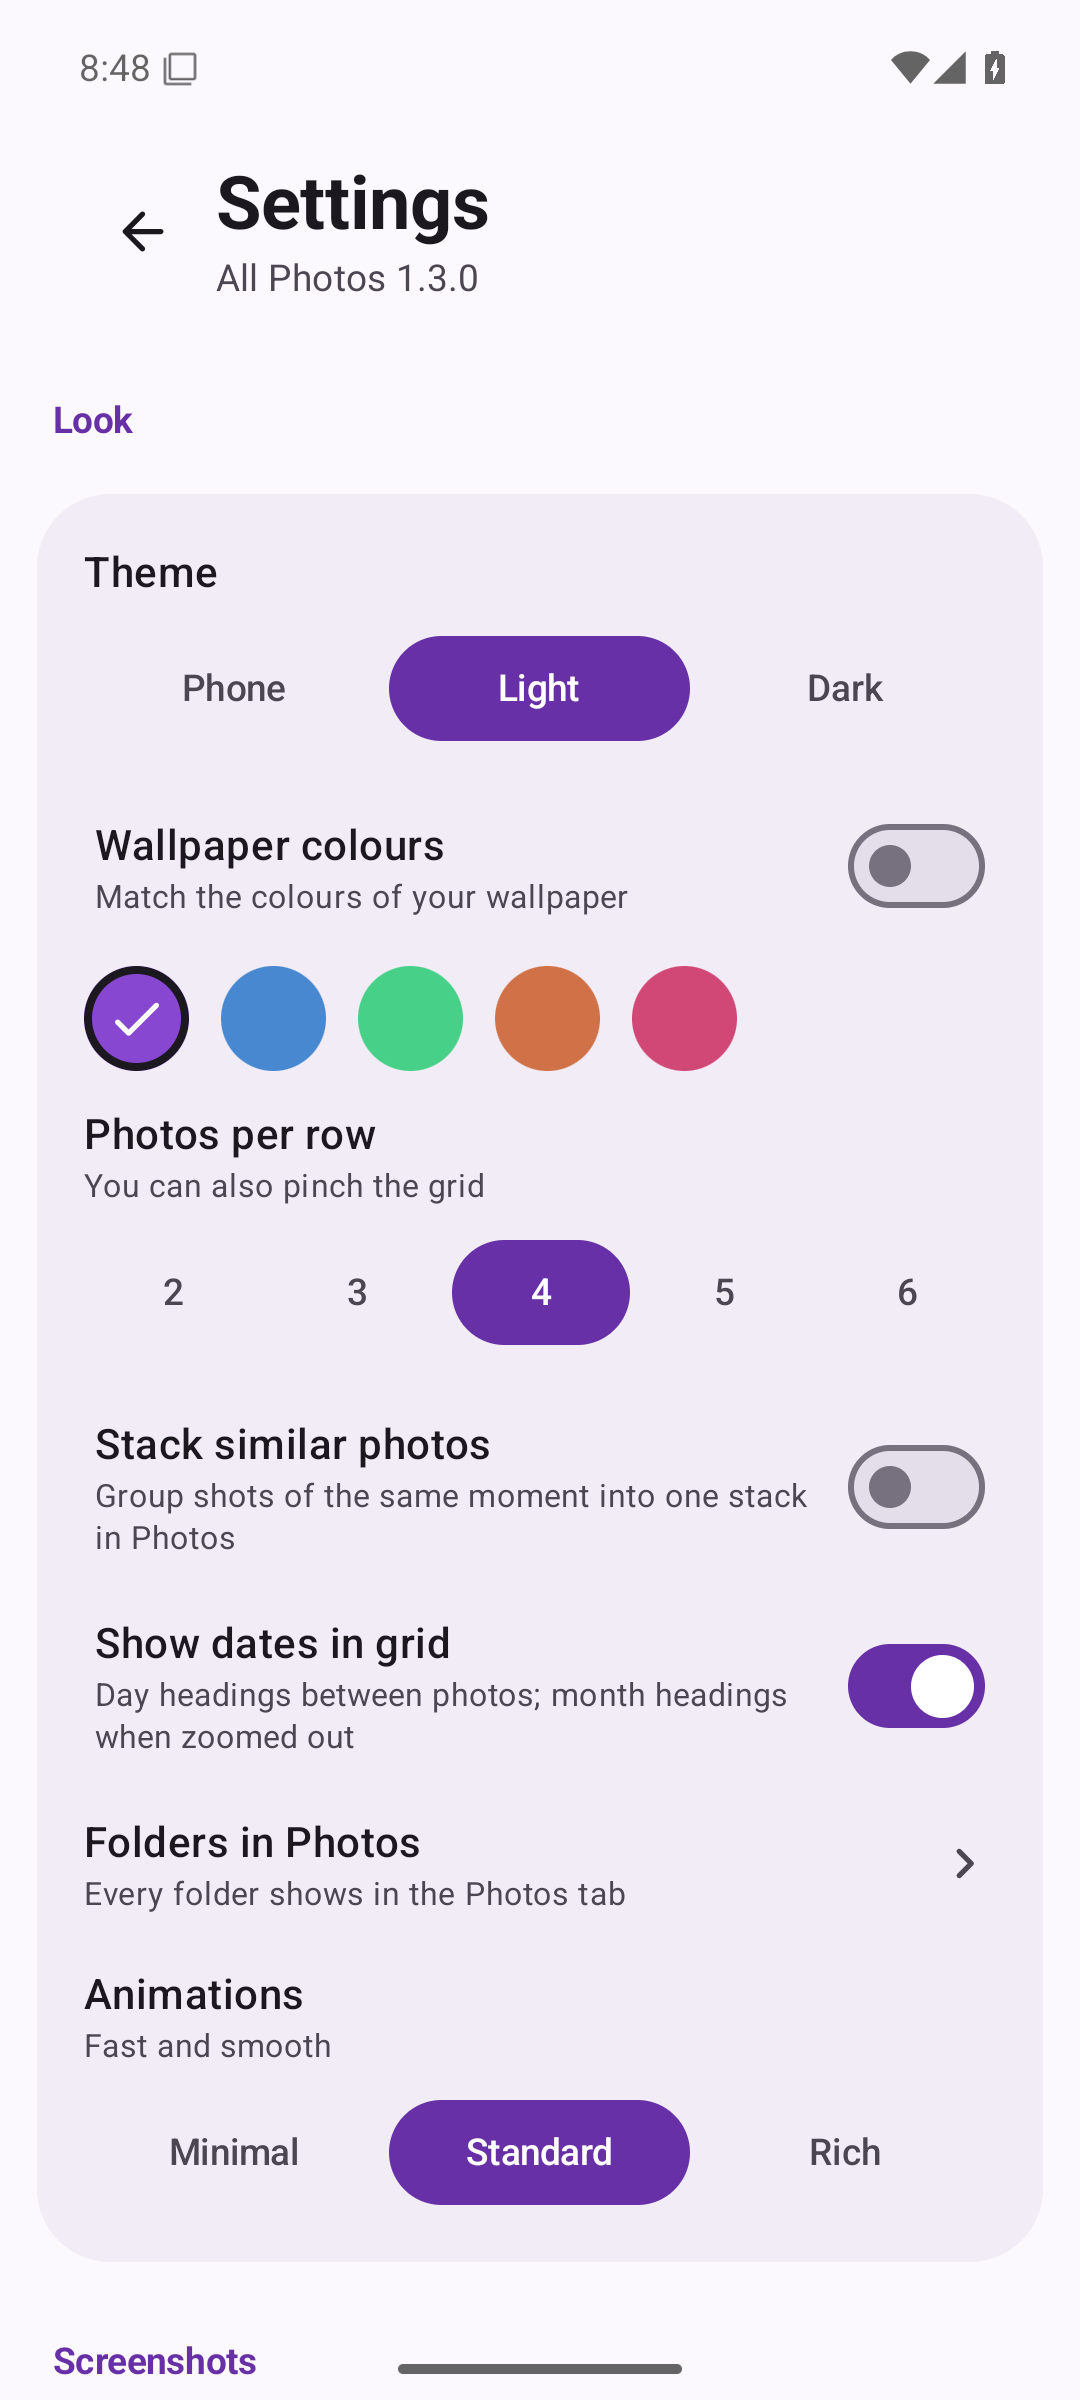 8:48
Settings
All Photos 1.3.0
Look
Theme
Phone
Light
Dark
Wallpaper colours
Match the colours of your wallpaper
Photos per row
You can also pinch the grid
2
3
4
5
6
Stack similar photos
Group shots of the same moment into one stack
in Photos
Show dates in grid
Day headings between photos; month headings
when zoomed out
Folders in Photos
Every folder shows in the Photos tab
Animations
Fast and smooth
Minimal
Standard
Rich
Screenshots